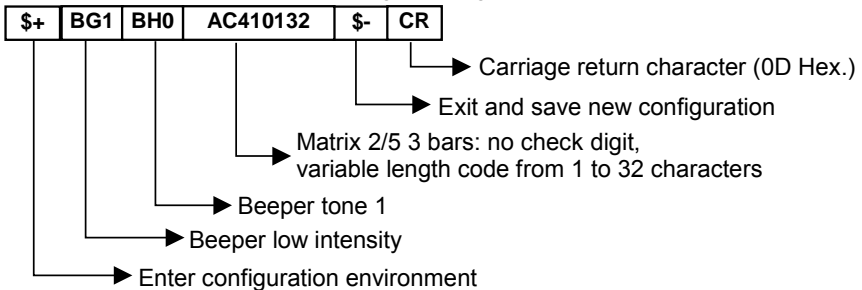 $+ BG1 BH0 AC410132 $- CR
Carriage return character (0D Hex.)
Exit and save new configuration
Matrix 2/5 3 bars: no check digit,
variable length code from 1 to 32 characters
Beeper tone 1
Beeper low intensity
Enter configuration environment